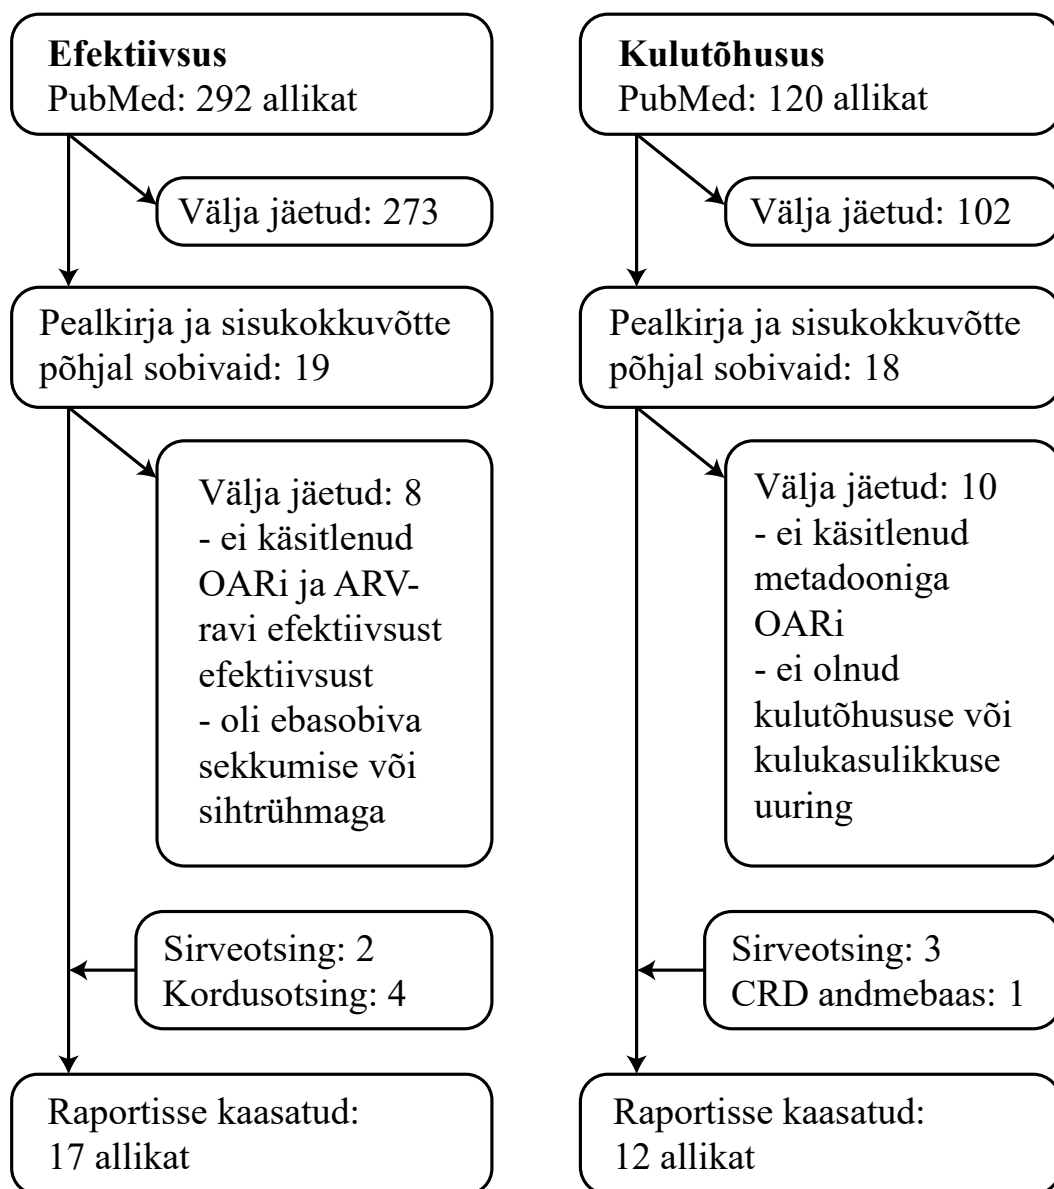 Efektiivsus
PubMed: 292 allikat
Välja jäetud: 273
Pealkirja ja sisukokkuvõtte
põhjal sobivaid: 19
Välja jäetud: 8
- ei käsitlenud
OARi ja ARV-
ravi efektiivsust
efektiivsust
- oli ebasobiva
sekkumise või
sihtrühmaga
Sirveotsing: 2
Kordusotsing: 4
Raportisse kaasatud:
17 allikat
Kulutõhusus
PubMed: 120 allikat
Välja jäetud: 102
Pealkirja ja sisukokkuvõtte
põhjal sobivaid: 18
Välja jäetud: 10
- ei käsitlenud
metadooniga
OARi
- ei olnud
kulutõhususe või
kulukasulikkuse
uuring
Sirveotsing: 3
CRD andmebaas: 1
Raportisse kaasatud:
12 allikat